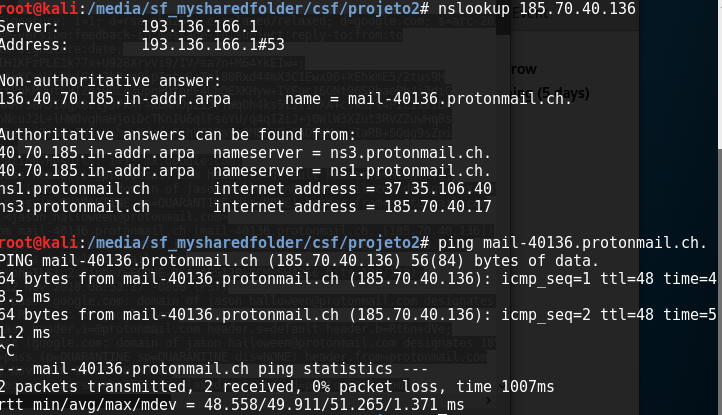 root@kali:/media/sf_mysharedfolder/csf/projeto2# nslookup 185.70.40.136
Server:         193.136.166.1
Address:        193.136.166.1#53
Non-authoritative answer:
136.40.70.185.in-addr.arpa      name = mail-40136.protonmail.ch.
Authoritative answers can be found from:
40.70.185.in-addr.arpa  nameserver = ns3.protonmail.ch.
40.70.185.in-addr.arpa  nameserver = ns1.protonmail.ch.
ns1.protonmail.ch       internet address = 37.35.106.40
ns3.protonmail.ch       internet address = 185.70.40.17
root@kali:/media/sf_mysharedfolder/csf/projeto2# ping mail-40136.protonmail.ch.
PING mail-40136.protonmail.ch (185.70.40.136) 56(84) bytes of data.
64 bytes from mail-40136.protonmail.ch (185.70.40.136): icmp_seq=1 ttl=48 time=4
8.5 ms
64 bytes from mail-40136.protonmail.ch (185.70.40.136): icmp_seq=2 ttl=48 time=5
1.2 ms
^C
--- mail-40136.protonmail.ch ping statistics ---
2 packets transmitted, 2 received, 0% packet loss, time 1007ms
rtt min/avg/max/mdev = 48.558/49.911/51.265/1.371 ms